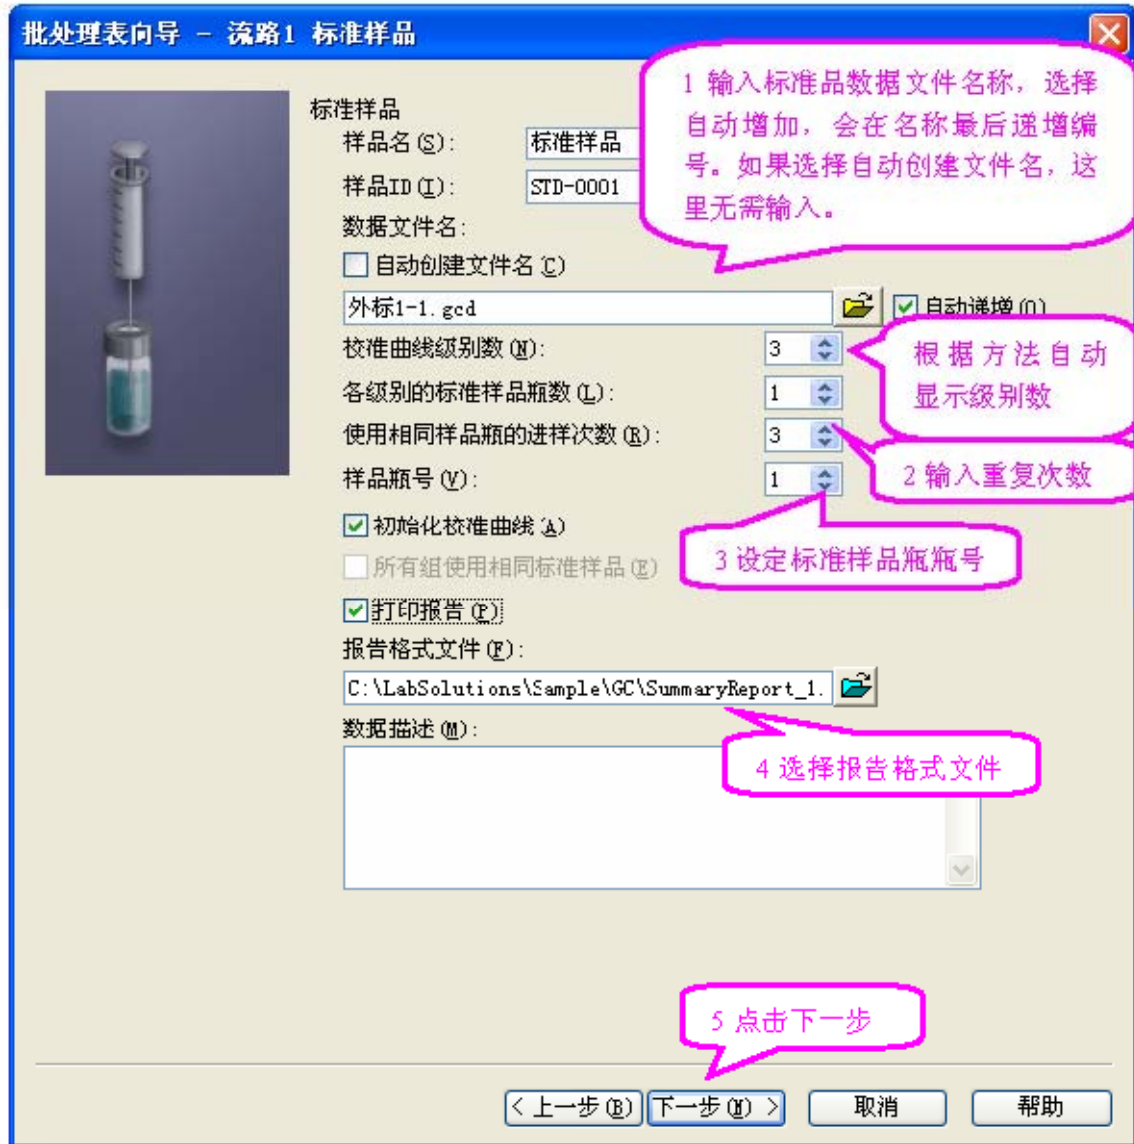 批处理表向导 - 流路1 标准样品
1 输入标准品数据文件名称，选择
自动增加，会在名称最后递增编
号。如果选择自动创建文件名，这
里无需输入。
标准样品
样品名(S): 标准样品
样品ID(I): STD-0001
数据文件名:
自动创建文件名(C)
外标1-1.gcd 自动递增(O)
校准曲线级别数(N): 3
根据方法自动
显示级别数
各级别的标准样品瓶数(L): 1
使用相同样品瓶的进样次数(R): 3
2 输入重复次数
样品瓶号(V): 1
初始化校准曲线(A)
3 设定标准样品瓶瓶号
所有组使用相同标准样品(E)
打印报告(P)
报告格式文件(F):
C:\LabSolutions\Sample\GC\SummaryReport_1.
数据描述(M):
4 选择报告格式文件
5 点击下一步
< 上一步(B) 下一步(N) > 取消 帮助